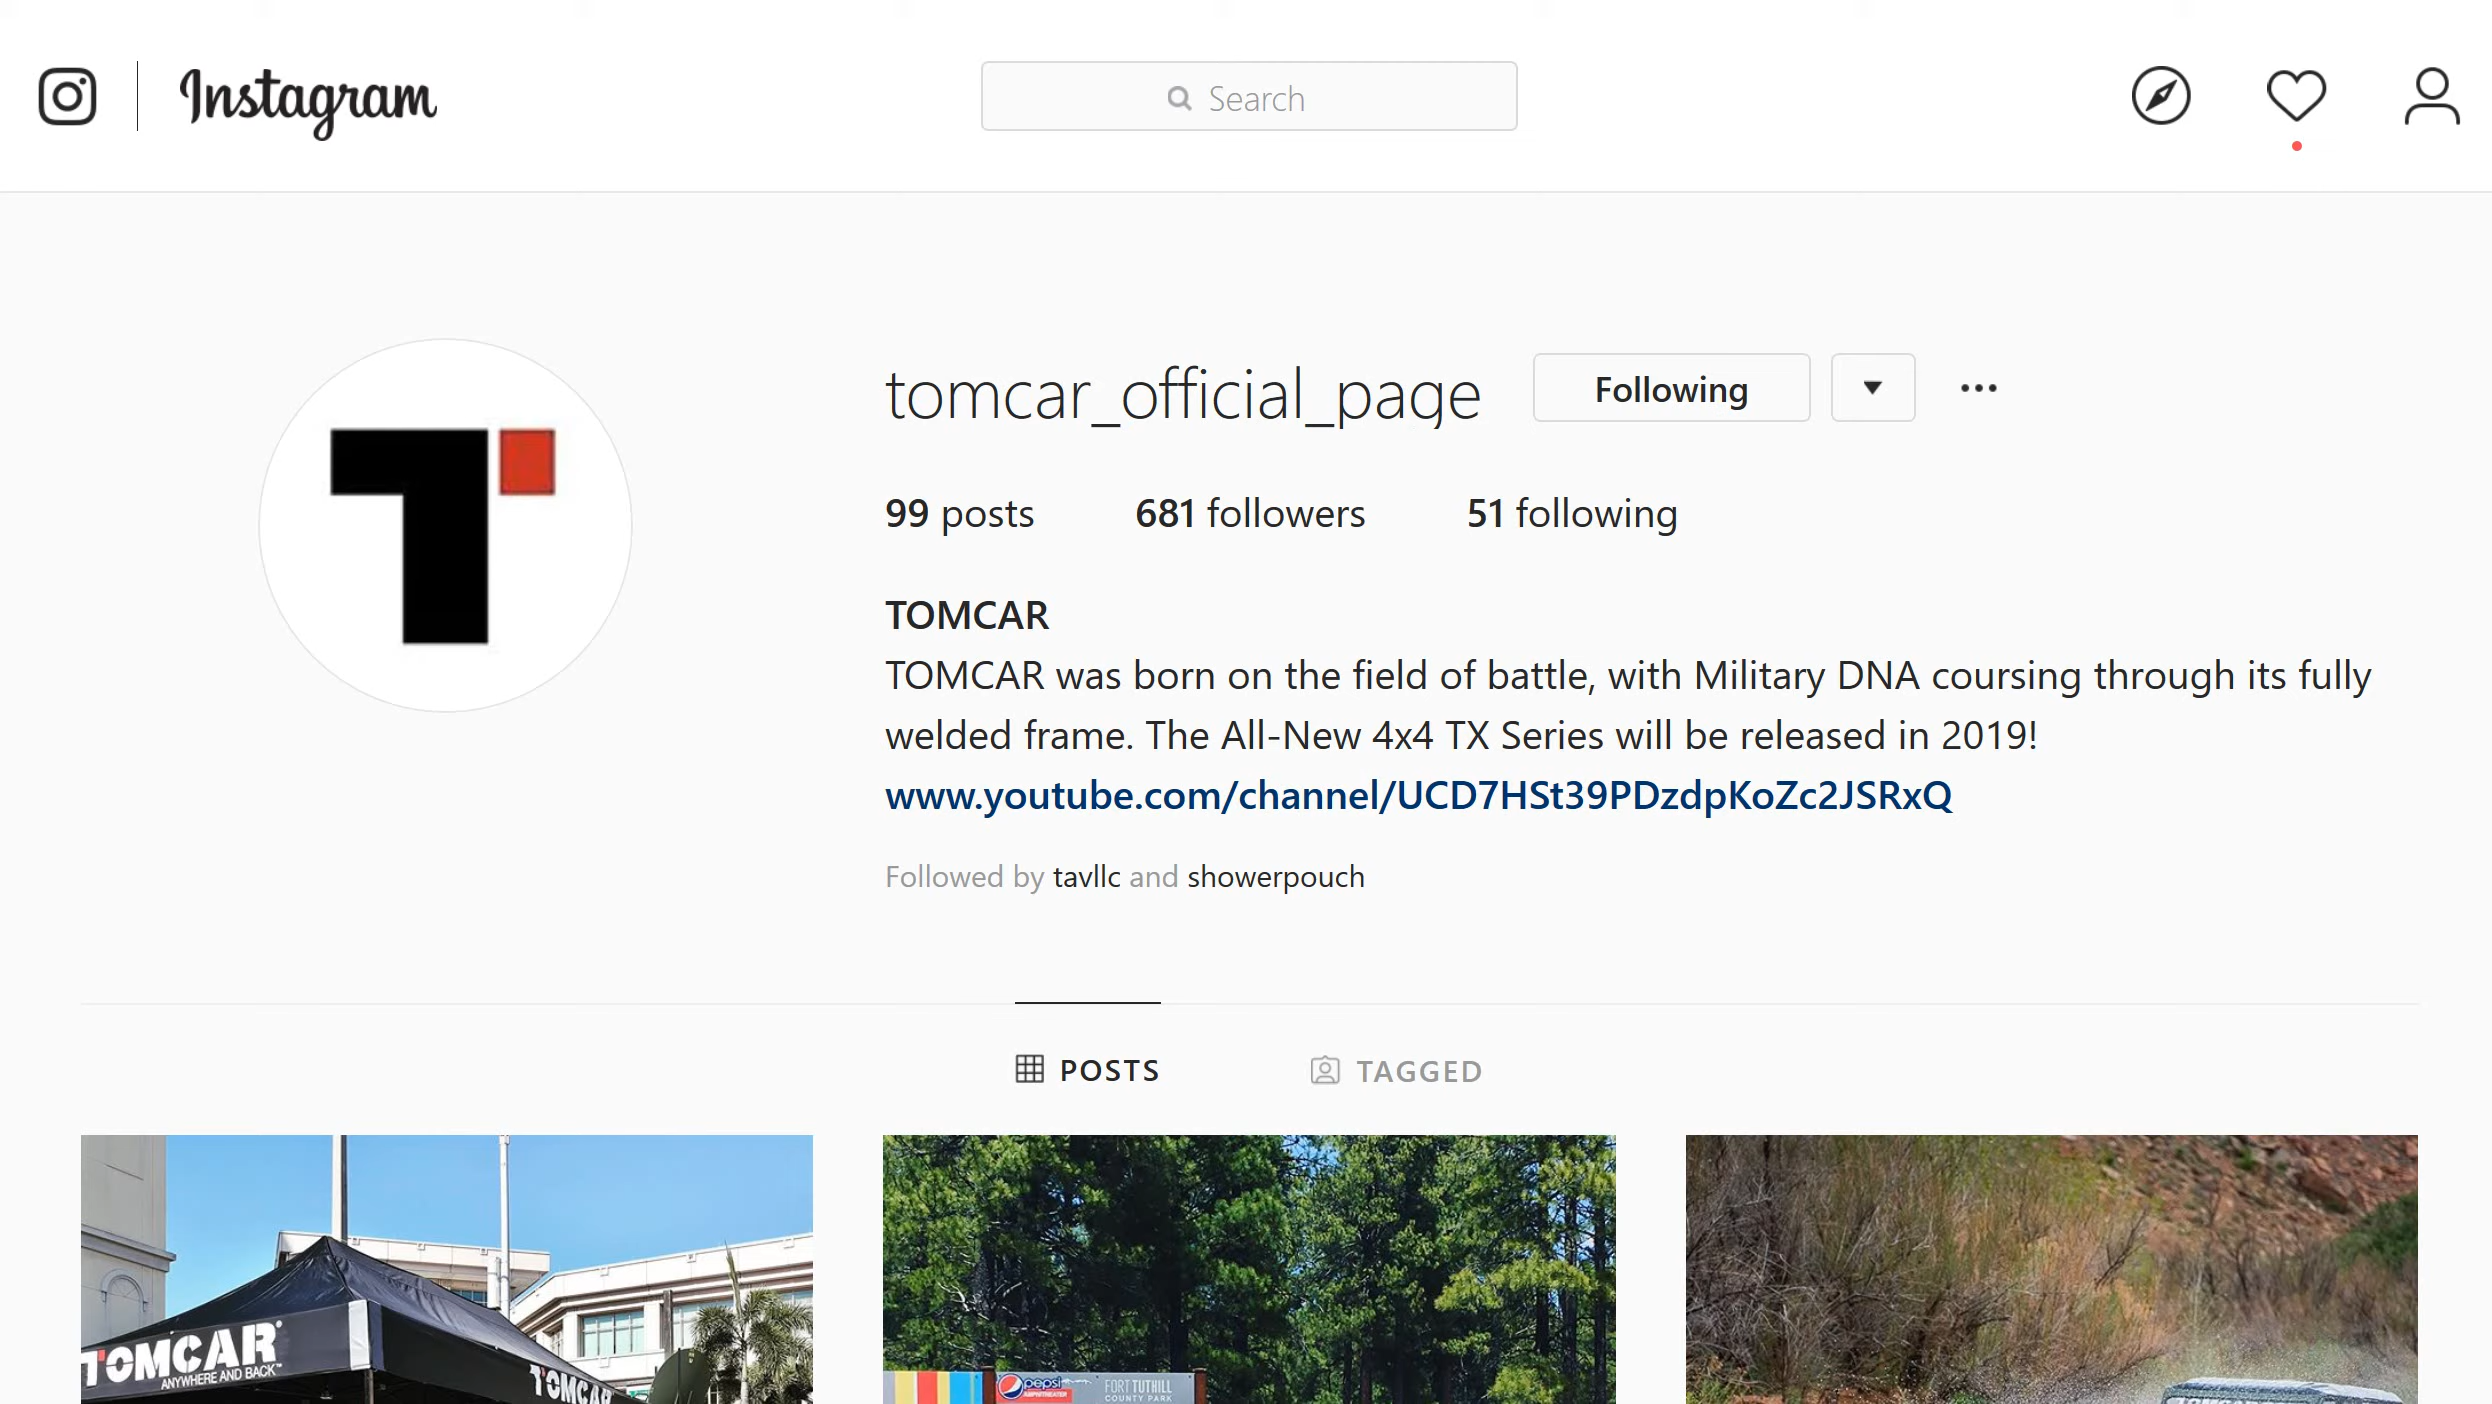 Instagram
Search
tomcar_official_page
Following
99 posts 681 followers 51 following
TOMCAR
TOMCAR was born on the field of battle, with Military DNA coursing through its fully
welded frame. The All-New 4x4 TX Series will be released in 2019!
www.youtube.com/channel/UCD7HSt39PDzdpKoZc2JSRxQ
Followed by tavllc and showerpouch
POSTS
TAGGED
TOMCAR
ANYWHERE AND BACK™
TOMCAR
pepsi
AMPHITHEATER
FORT TUTHILL
COUNTY PARK